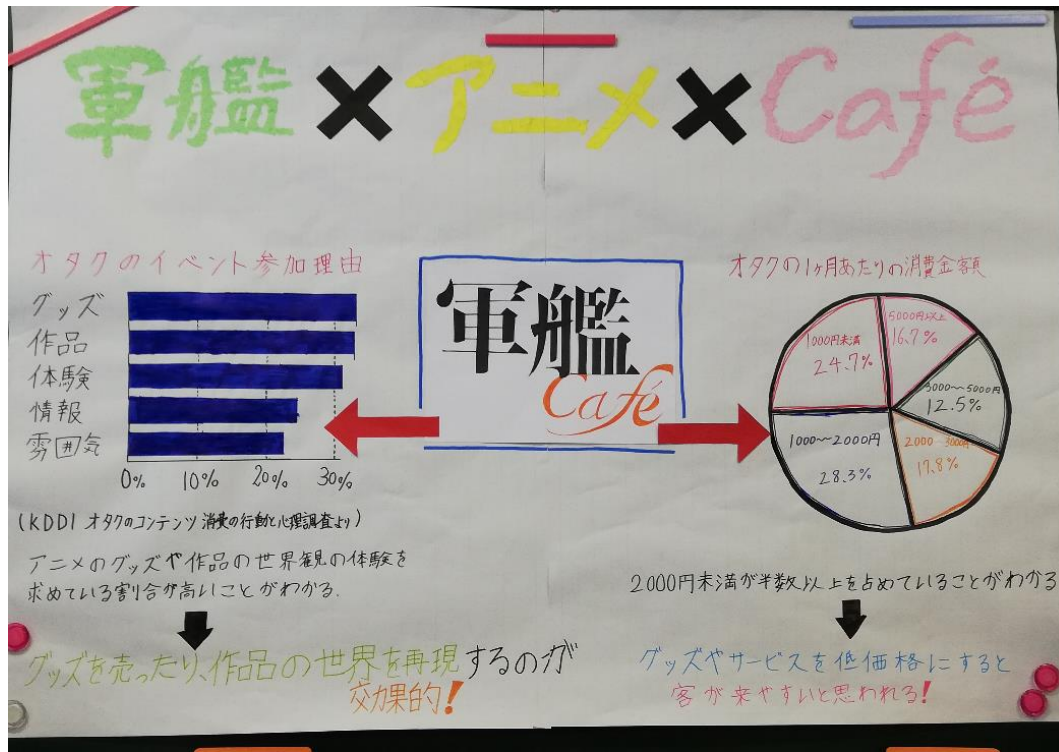 軍艦×アニメ×Café
オタクのイベント参加理由
グッズ
作品
体験
情報
雰囲気
0% 10% 20% 30%
(KDDI オタクのコンテンツ消費の行動と心理調査より)
アニメのグッズや作品の世界観の体験を
求めている割合が高いことがわかる.
グッズを売ったり、作品の世界を再現するのが
効果的!
軍艦
Café
オタクの1ヶ月あたりの消費金額
5000円以上
16.7%
3000〜5000円
12.5%
2000〜3000円
17.8%
1000〜2000円
28.3%
1000円未満
24.7%
2000円未満が半数以上を占めていることがわかる
グッズやサービスを低価格にすると
客が来やすいと思われる!